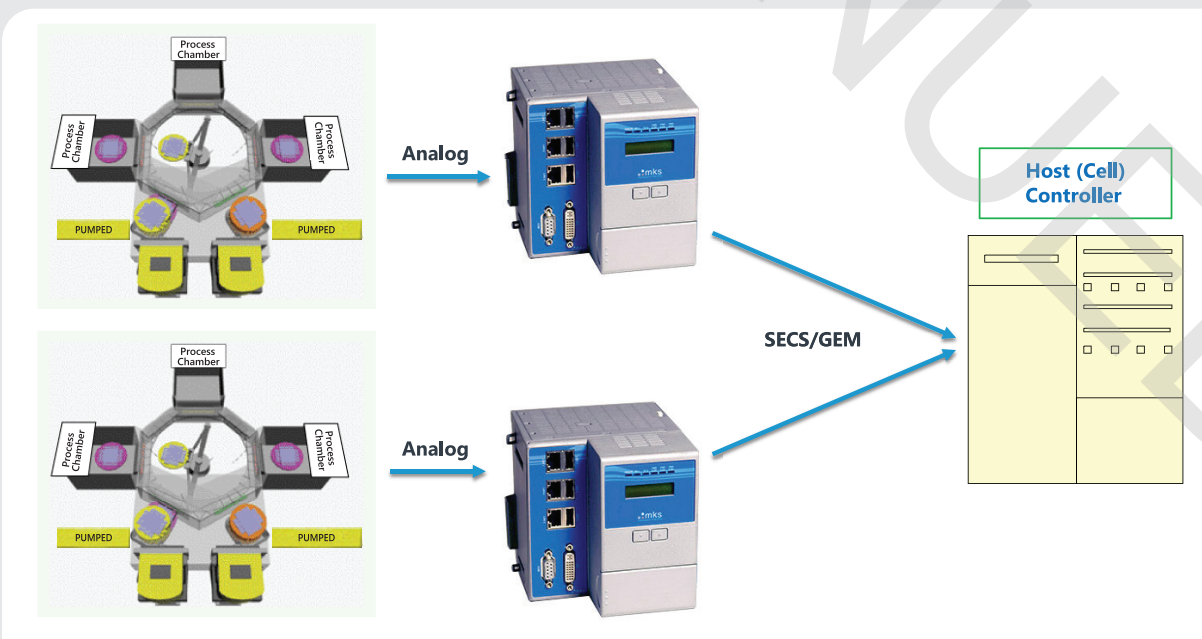 Process
Chamber
Process
Chamber
Process
Chamber
PUMPED
PUMPED
Analog
mks
Process
Chamber
Process
Chamber
Process
Chamber
PUMPED
PUMPED
Analog
mks
SECS/GEM
Host (Cell)
Controller